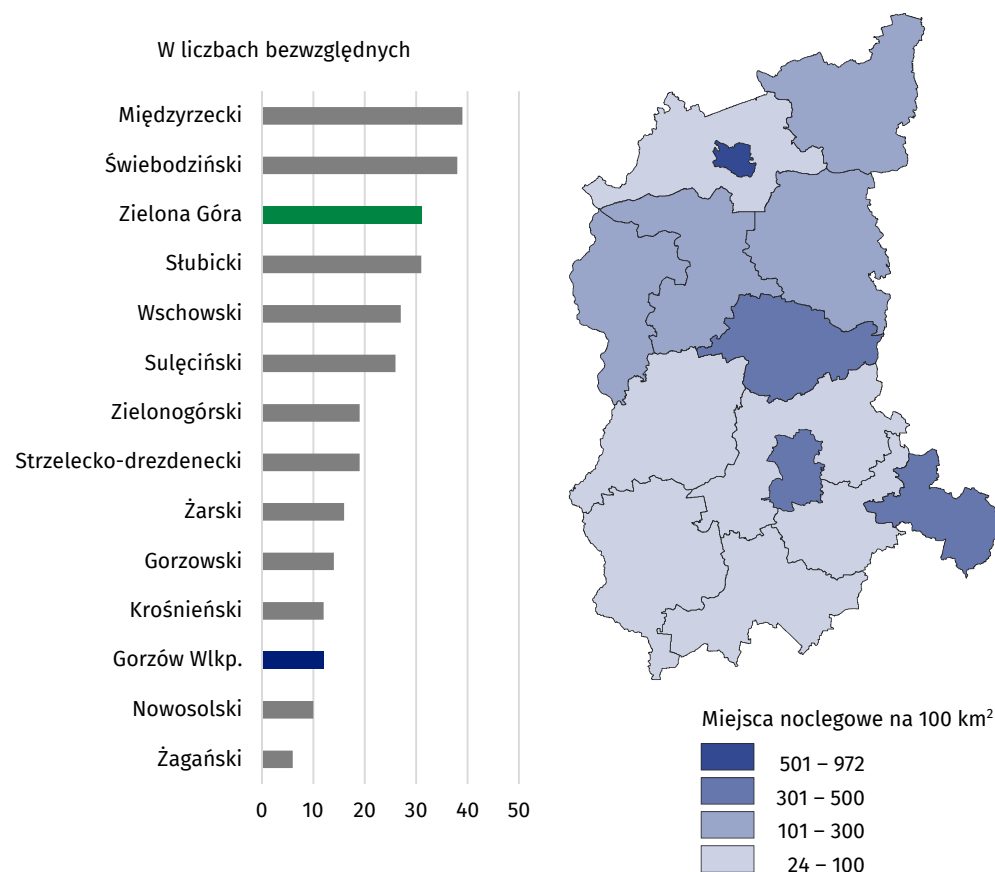 W liczbach bezwzględnych
Międzyrzecki
Świebodziński
Zielona Góra
Słubicki
Wschowski
Sulęciński
Zielonogórski
Strzelecko-drezdenecki
Żarski
Gorzowski
Krośnieński
Gorzów Wlkp.
Nowosolski
Żagański
0 10 20 30 40 50
Miejsca noclegowe na 100 km²
501 – 972
301 – 500
101 – 300
24 – 100